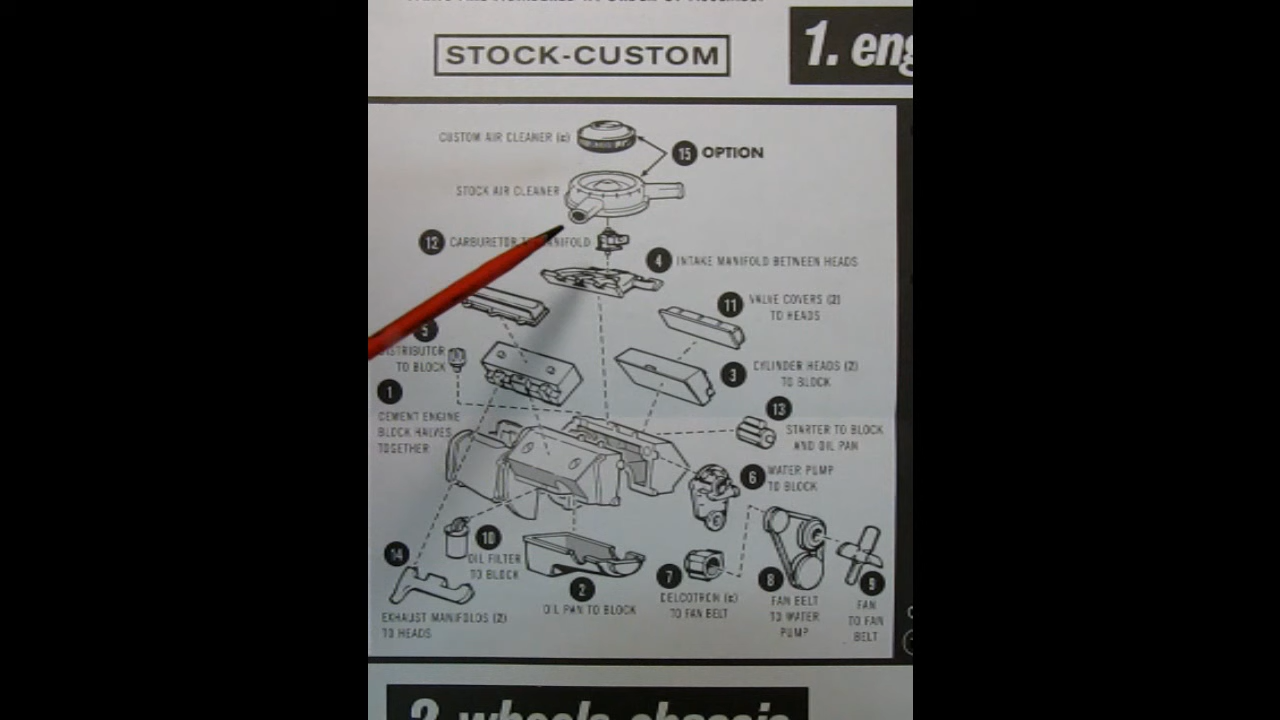 STOCK-CUSTOM
1. eng
CUSTOM AIR CLEANER (c)
15 OPTION
STOCK AIR CLEANER
12 CARBURETOR MANIFOLD
4 INTAKE MANIFOLD BETWEEN HEADS
11 VALVE COVERS (2)
TO HEADS
5
DISTRIBUTOR
TO BLOCK
3 CYLINDER HEADS (2)
TO BLOCK
1
CEMENT ENGINE
BLOCK HALVES
TOGETHER
13
STARTER TO BLOCK
AND OIL PAN
6 WATER PUMP
TO BLOCK
10
OIL FILTER
TO BLOCK
14
EXHAUST MANIFOLDS (2)
TO HEADS
2
OIL PAN TO BLOCK
7
DELCOTRON (c)
TO FAN BELT
8
FAN BELT
TO WATER
PUMP
9
FAN
TO FAN
BELT
2. wheels chassis